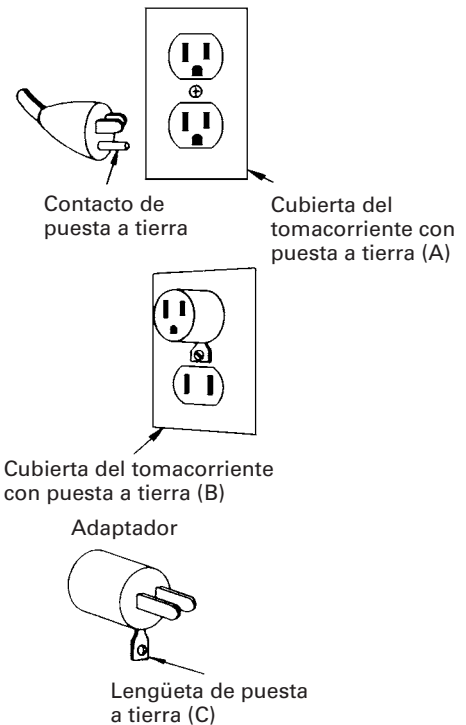 Contacto de
puesta a tierra
Cubierta del
tomacorriente con
puesta a tierra (A)
Cubierta del tomacorriente
con puesta a tierra (B)
Adaptador
Lengüeta de puesta
a tierra (C)